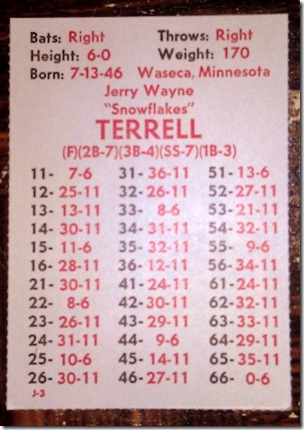 Bats: Right Throws: Right
Height: 6-0 Weight: 170
Born: 7-13-46 Waseca, Minnesota
Jerry Wayne
"Snowflakes"
TERRELL
(F)(2B-7)(3B-4)(SS-7)(1B-3)
11- 7-6 31- 36-11 51- 13-6
12- 25-11 32- 26-11 52- 27-11
13- 13-11 33- 8-6 53- 21-11
14- 30-11 34- 31-11 54- 32-11
15- 11-6 35- 32-11 55- 9-6
16- 28-11 36- 23-11 56- 34-11
21- 30-11 41- 24-11 61- 31-11
22- 8-6 42- 30-11 62- 32-11
23- 26-11 43- 29-11 63- 33-11
24- 31-11 44- 9-6 64- 29-11
25- 10-6 45- 14-11 65- 35-11
26- 30-11 46- 27-11 66- 0-6
J-3